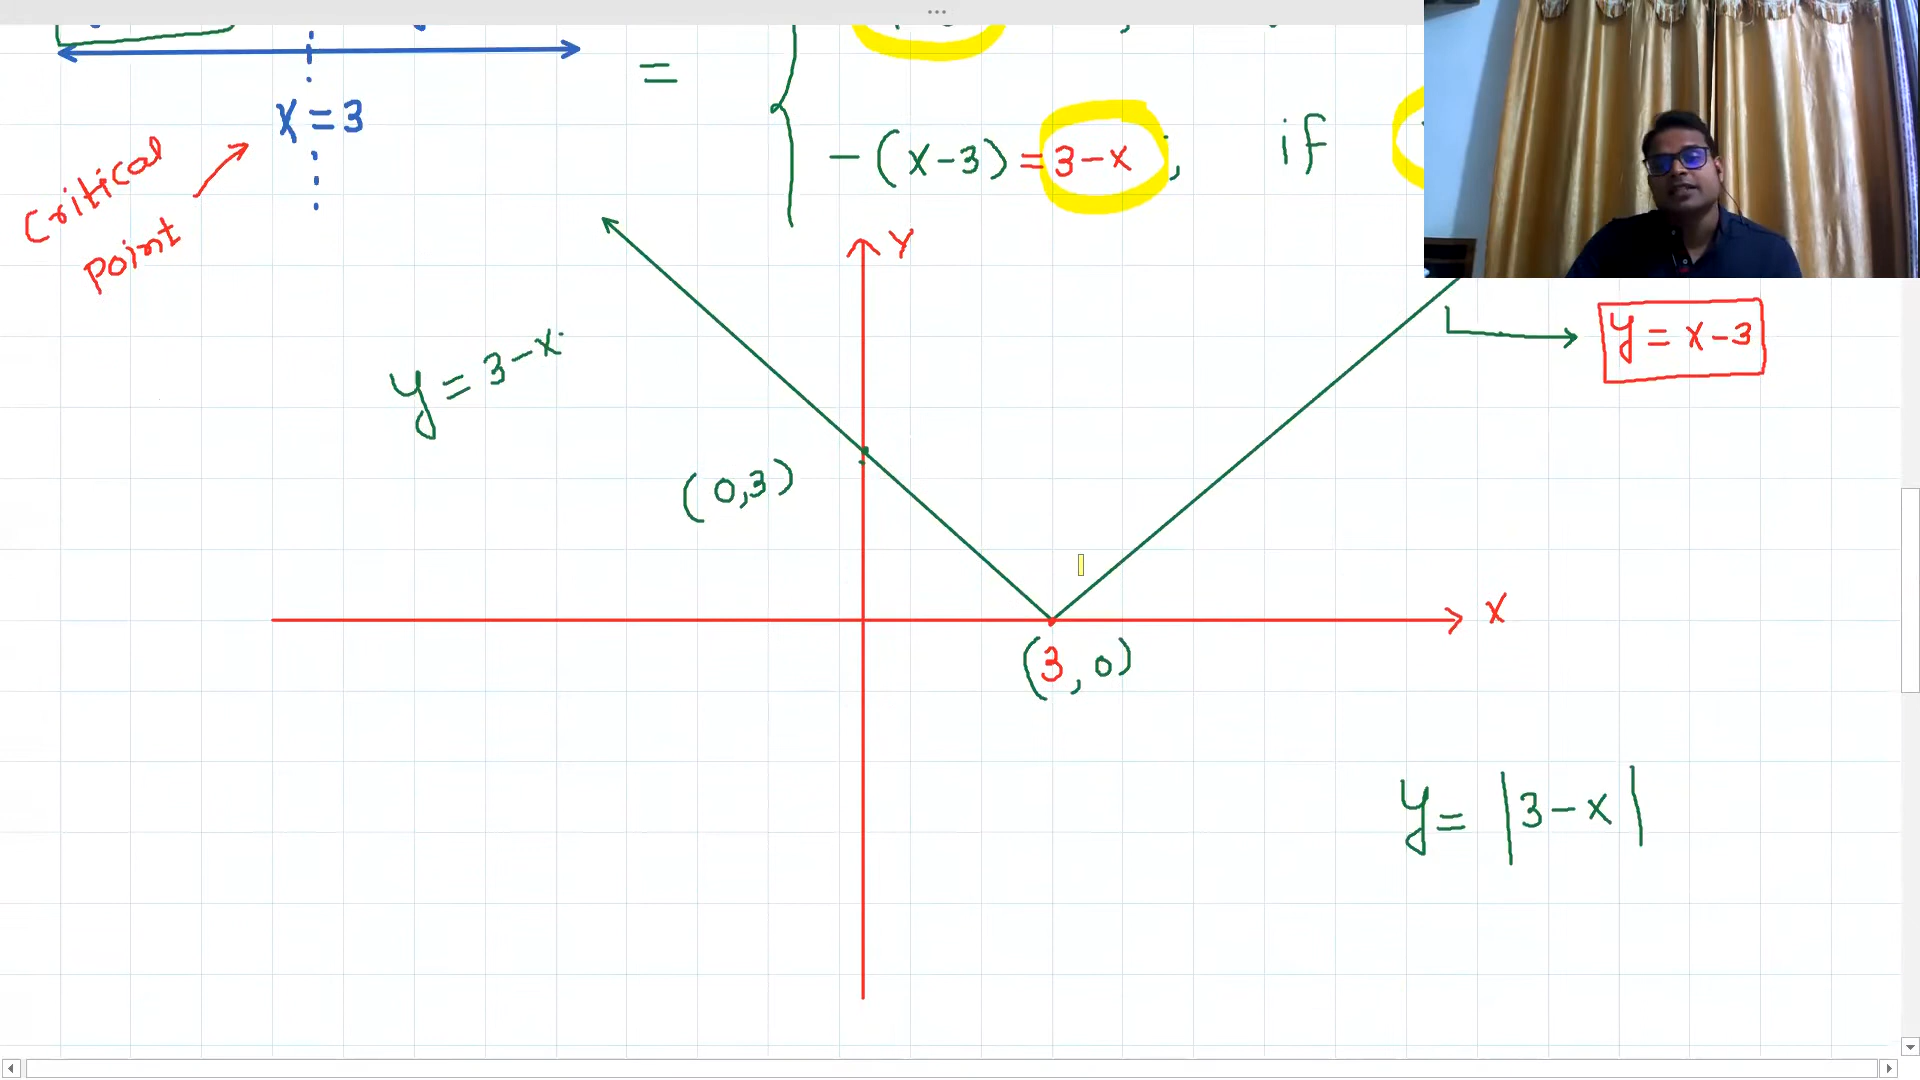 X = 3
Critical
point
=
- (x-3) = 3-x ; if
Y
y = x-3
y = 3-x
(0,3)
X
(3, 0)
y = |3-x|